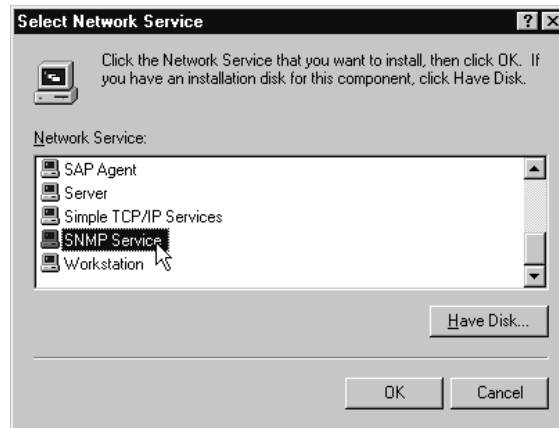 Select Network Service
Click the Network Service that you want to install, then click OK. If
you have an installation disk for this component, click Have Disk.
Network Service:
SAP Agent
Server
Simple TCP/IP Services
SNMP Service
Workstation
Have Disk...
OK Cancel